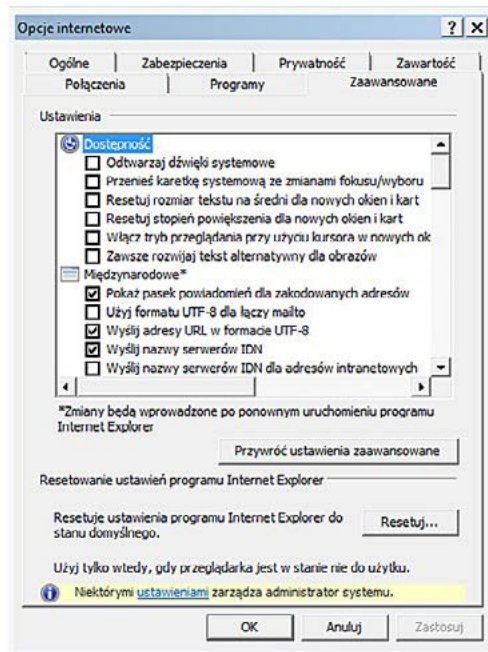 Opcje internetowe
Ogólne Zabezpieczenia Prywatność Zawartość
Połączenia Programy Zaawansowane
Ustawienia
Dostępność
Odtwarzaj dźwięki systemowe
Przenieś karetkę systemową ze zmianami fokusu/wyboru
Resetuj rozmiar tekstu na średni dla nowych okien i kart
Resetuj stopień powiększenia dla nowych okien i kart
Włącz tryb przeglądania przy użyciu kursora w nowych ok
Zawsze rozwijaj tekst alternatywny dla obrazów
Międzynarodowe*
Pokaż pasek powiadomień dla zakodowanych adresów
Użyj formatu UTF-8 dla łączy mailto
Wyślij adresy URL w formacie UTF-8
Wyślij nazwy serwerów IDN
Wyślij nazwy serwerów IDN dla adresów intranetowych
*Zmiany będą wprowadzone po ponownym uruchomieniu programu
Internet Explorer
Przywróć ustawienia zaawansowane
Resetowanie ustawień programu Internet Explorer
Resetuje ustawienia programu Internet Explorer do
stanu domyślnego.
Resetuj...
Użyj tylko wtedy, gdy przeglądarka jest w stanie nie do użytku.
Niektórymi ustawieniami zarządza administrator systemu.
OK Anuluj Zastosuj